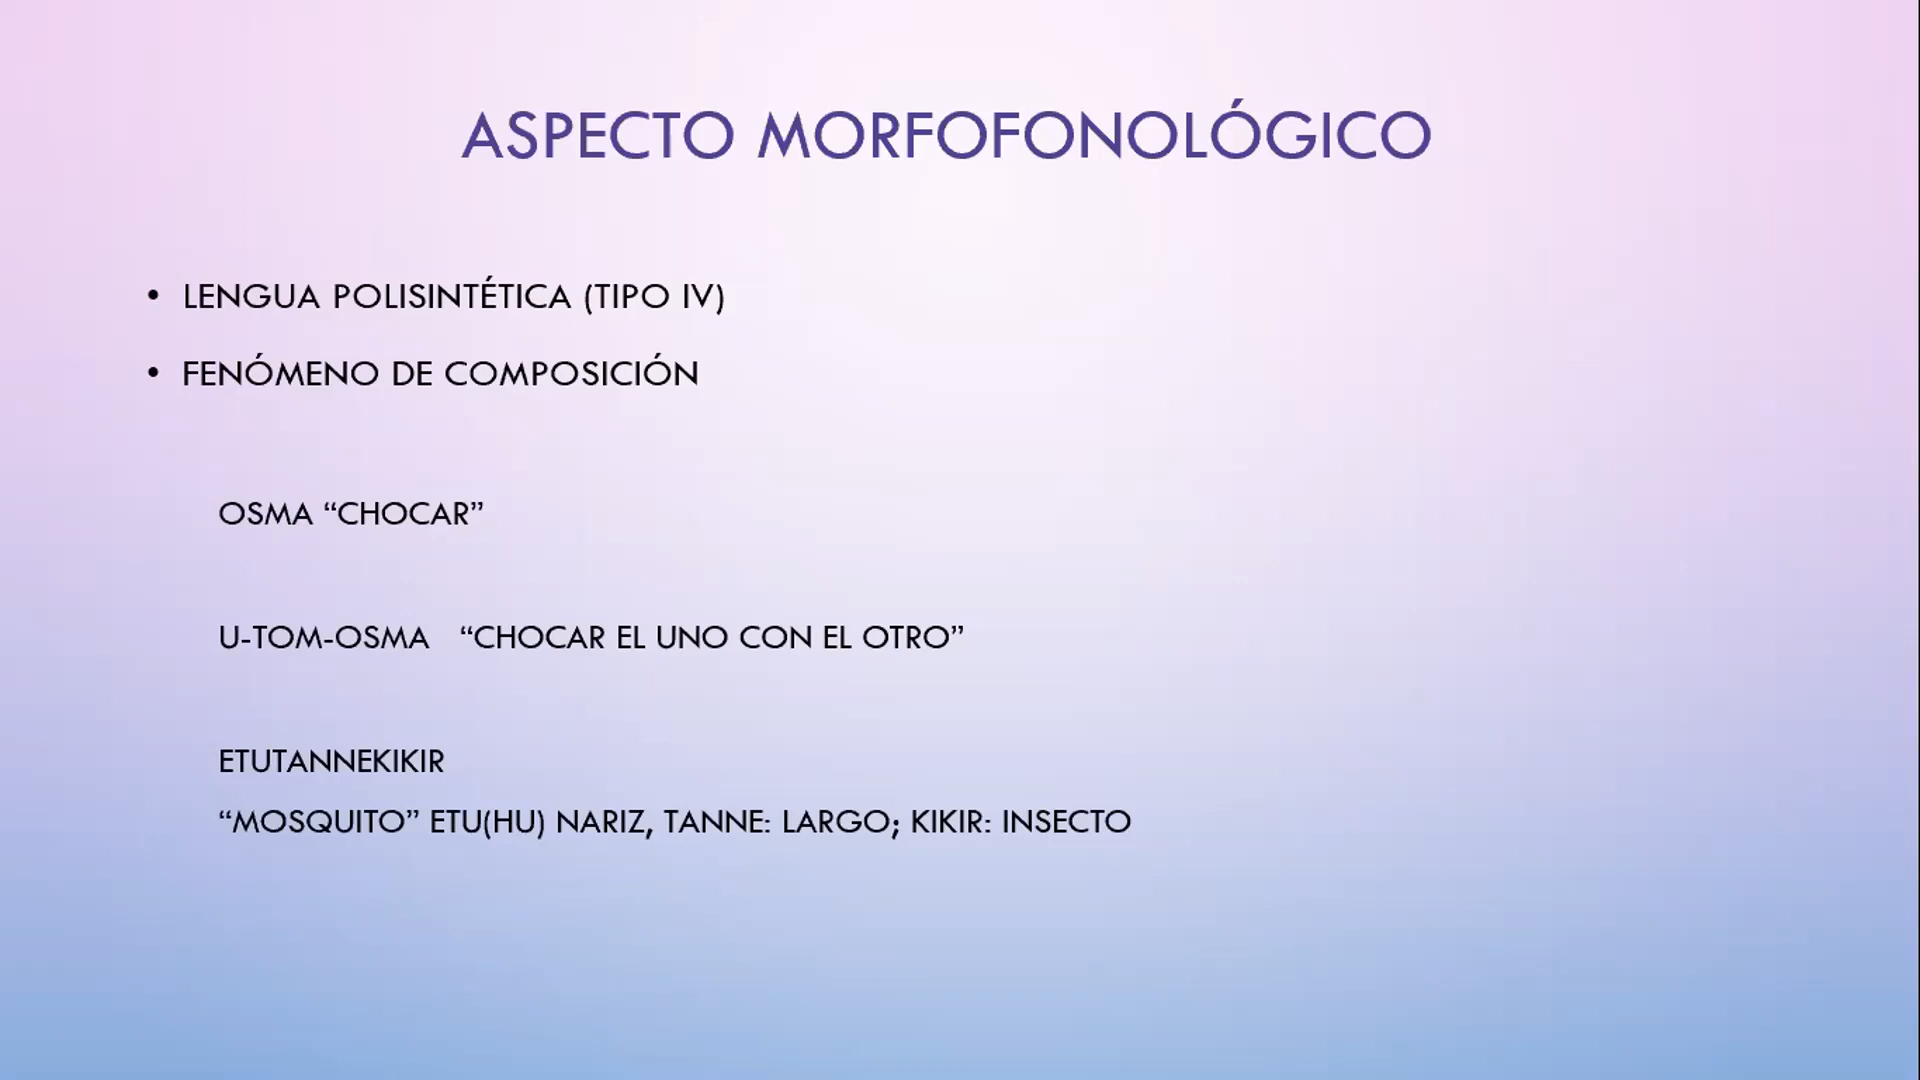 ASPECTO MORFOFONOLÓGICO
• LENGUA POLISINTÉTICA (TIPO IV)
• FENÓMENO DE COMPOSICIÓN
OSMA “CHOCAR”
U-TOM-OSMA “CHOCAR EL UNO CON EL OTRO”
ETUTANNEKIKIR
“MOSQUITO” ETU(HU) NARIZ, TANNE: LARGO; KIKIR: INSECTO